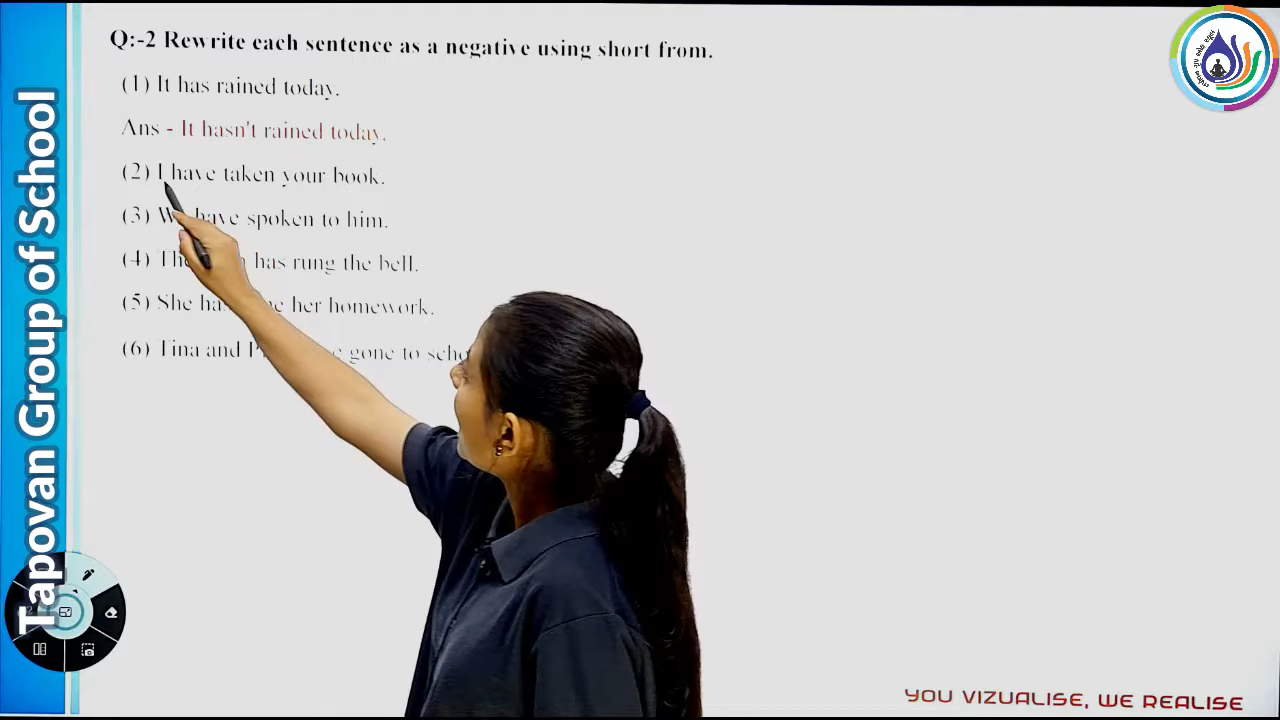 Q:-2 Rewrite each sentence as a negative using short from.
(1) It has rained today.
Ans - It hasn't rained today.
(2) I have taken your book.
(3) have spoken to him.
(4) has rung the bell.
(5) She her homework.
(6) Tina and gone to
Tapovan Group of School
YOU VIZUALISE, WE REALISE